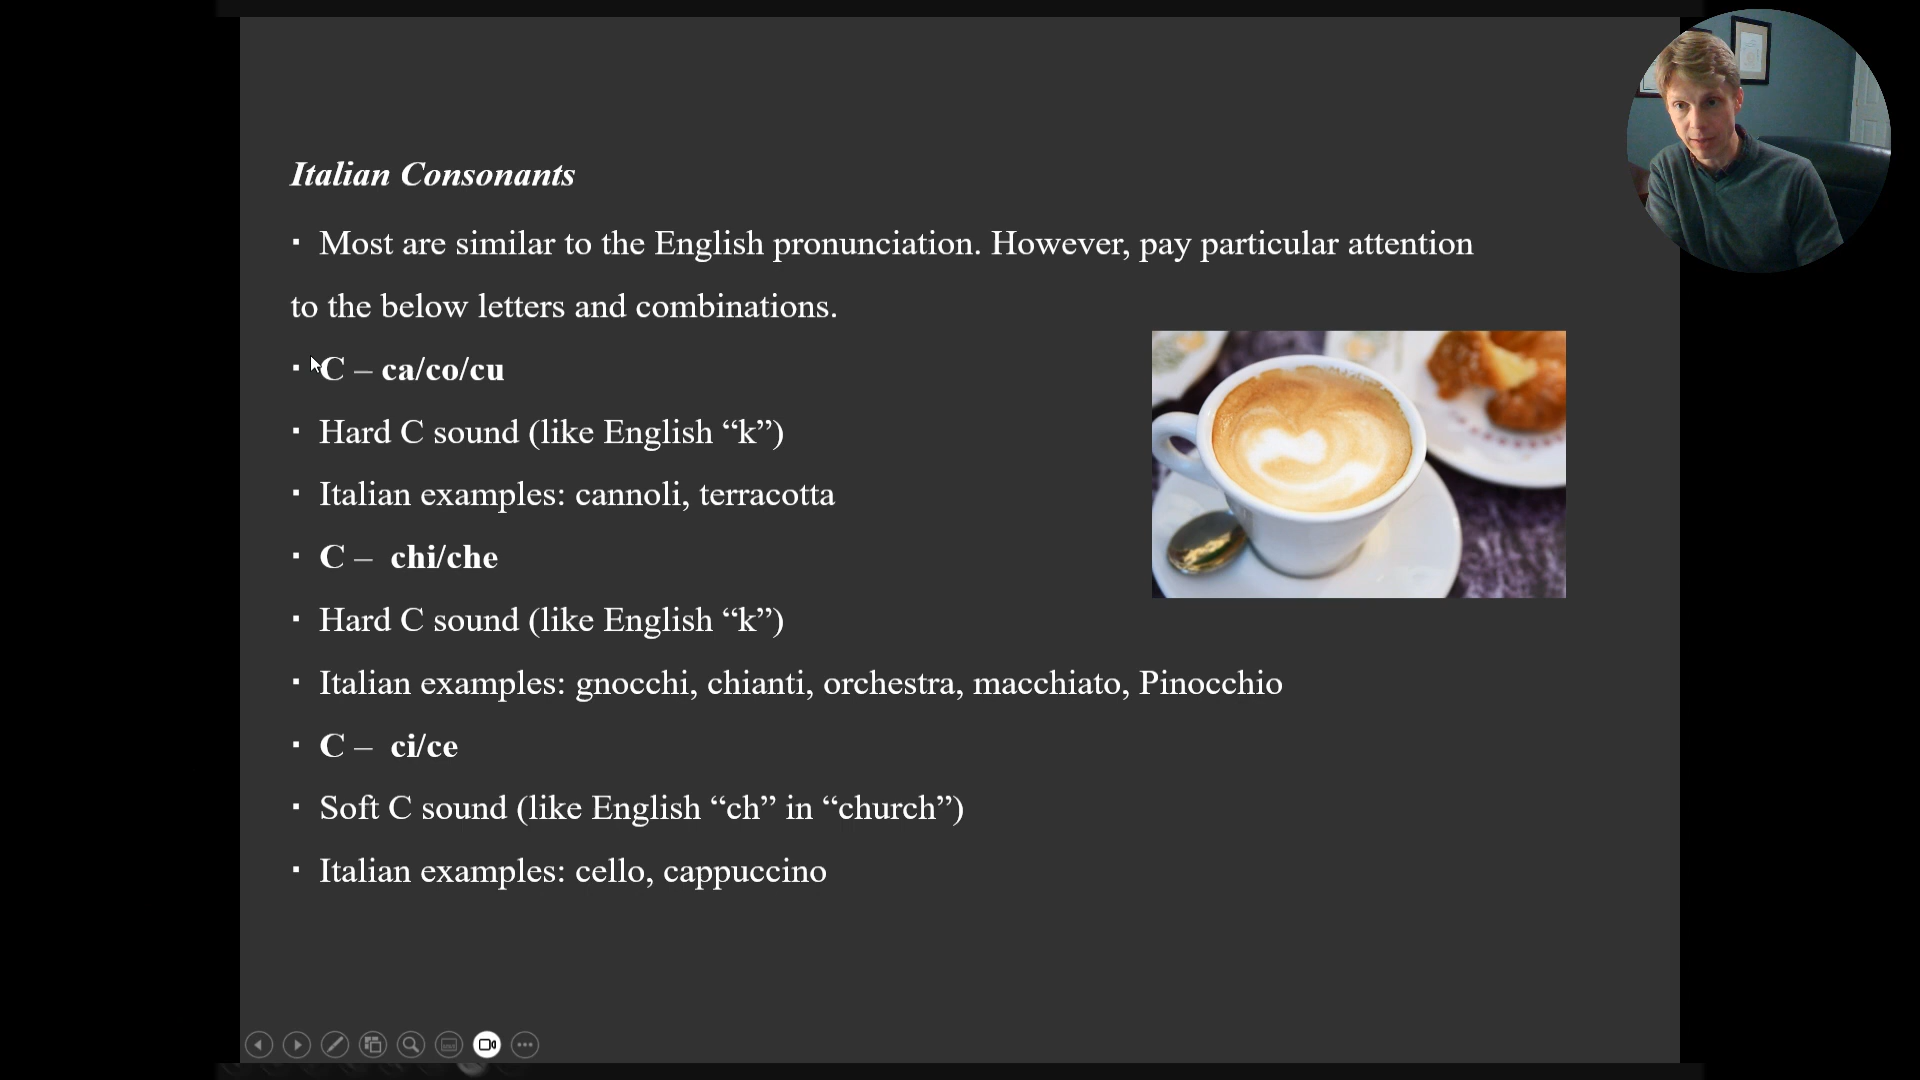 Italian Consonants
▪ Most are similar to the English pronunciation. However, pay particular attention
to the below letters and combinations.
▪ C – ca/co/cu
▪ Hard C sound (like English “k”)
▪ Italian examples: cannoli, terracotta
▪ C – chi/che
▪ Hard C sound (like English “k”)
▪ Italian examples: gnocchi, chianti, orchestra, macchiato, Pinocchio
▪ C – ci/ce
▪ Soft C sound (like English “ch” in “church”)
▪ Italian examples: cello, cappuccino